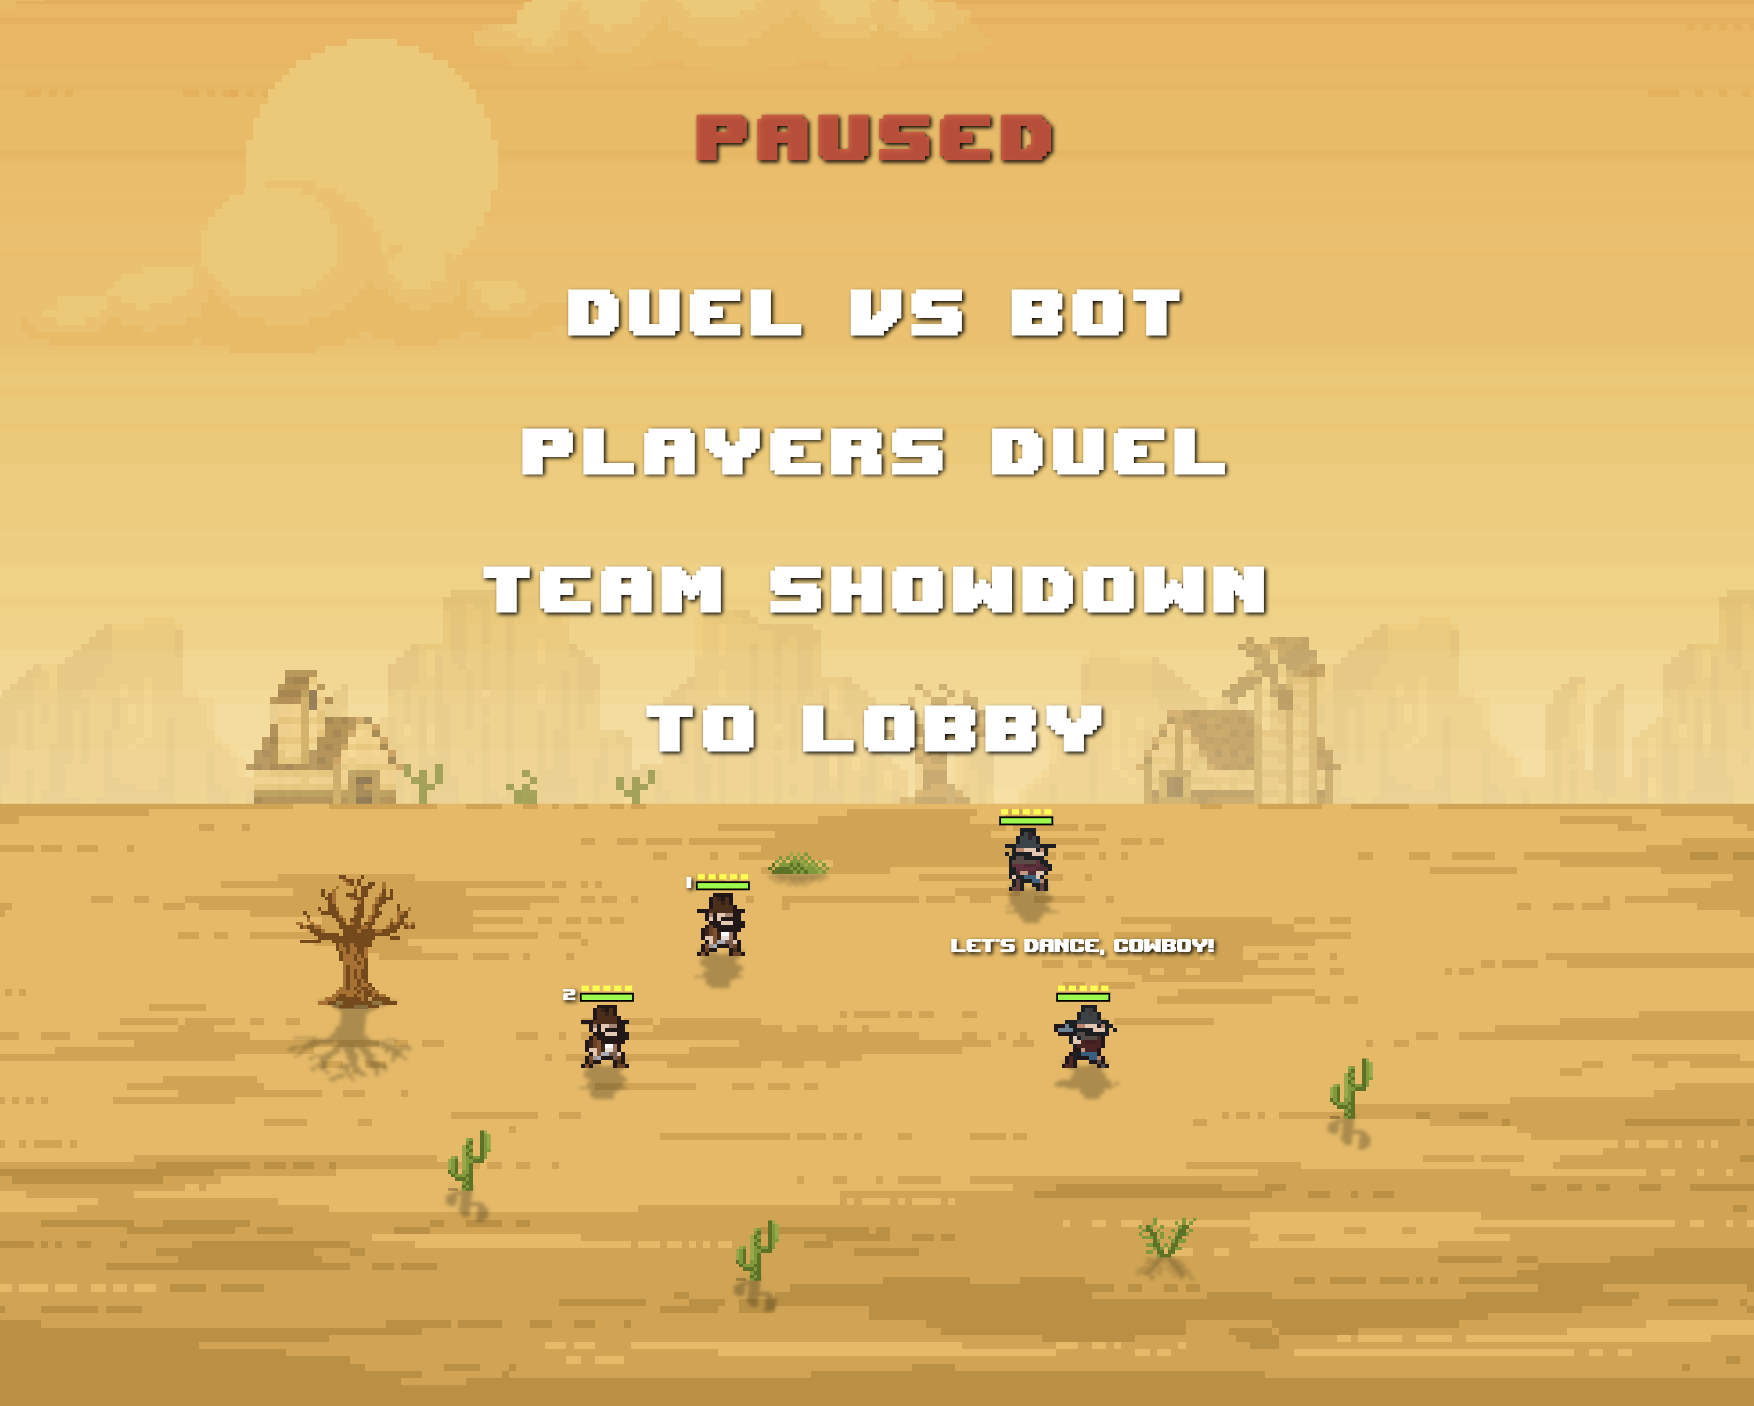 PAUSED
DUEL VS BOT
PLAYERS DUEL
TEAM SHOWDOWN
TO LOBBY
1
LET'S DANCE, COWBOY!
2